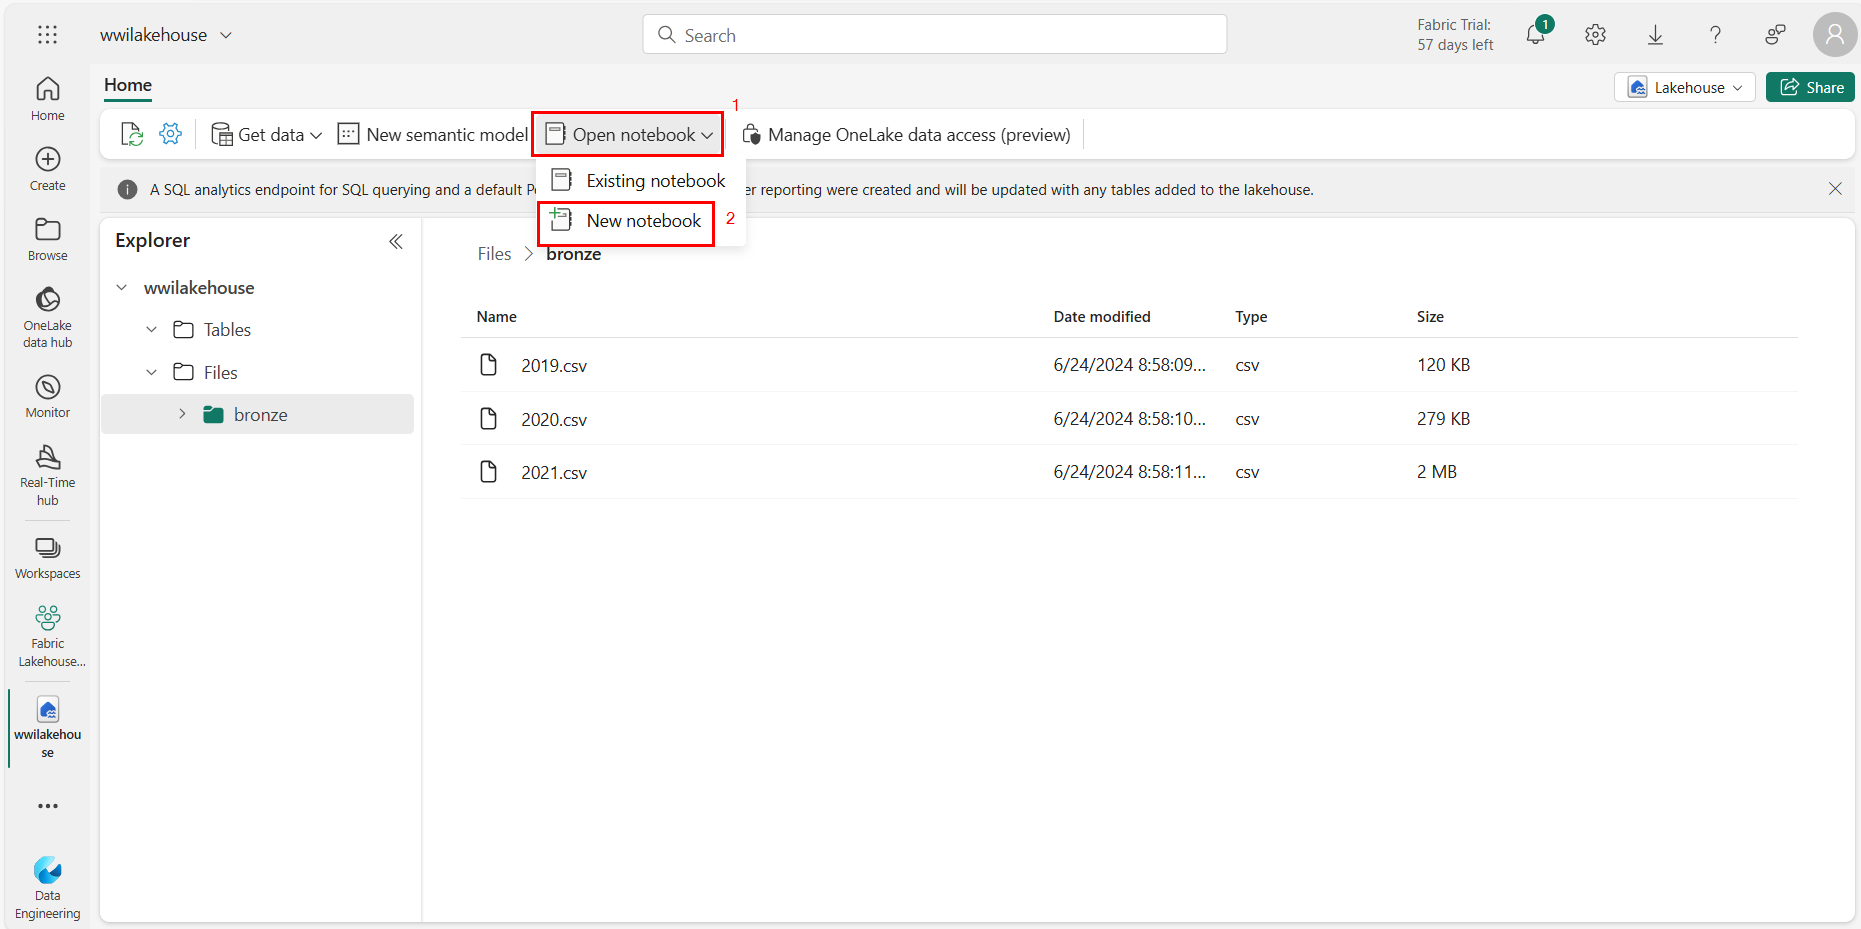 wwilakehouse
Search
Fabric Trial:
57 days left
1
Home
Create
Browse
OneLake
data hub
Monitor
Real-Time
hub
Workspaces
Fabric
Lakehouse...
wwilakehou
se
Data
Engineering
Home
Lakehouse
Share
Get data
New semantic model
Open notebook
1
Manage OneLake data access (preview)
Existing notebook
New notebook
2
A SQL analytics endpoint for SQL querying and a default P
er reporting were created and will be updated with any tables added to the lakehouse.
Explorer
wwilakehouse
Tables
Files
bronze
Files > bronze
Name Date modified Type Size
2019.csv 6/24/2024 8:58:09... csv 120 KB
2020.csv 6/24/2024 8:58:10... csv 279 KB
2021.csv 6/24/2024 8:58:11... csv 2 MB